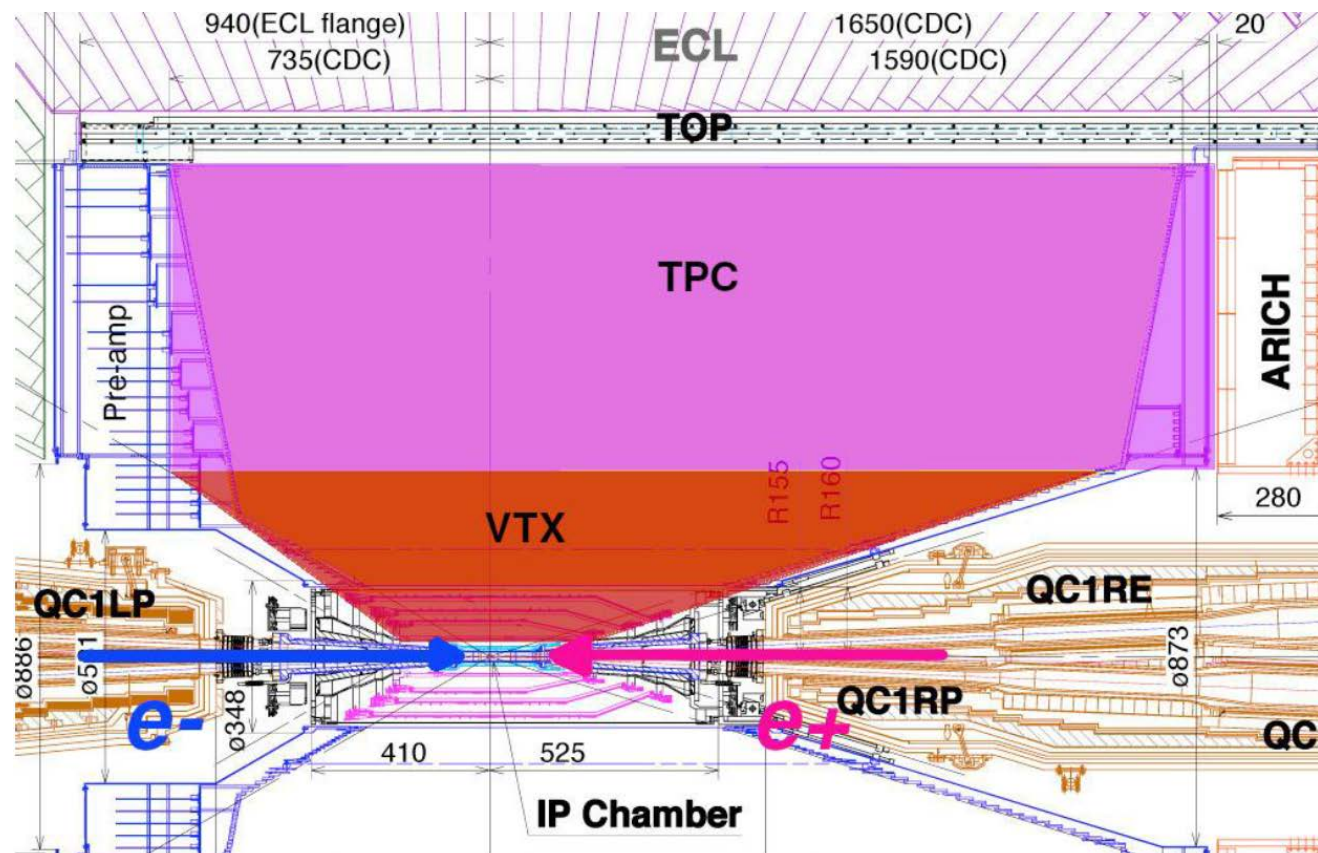 940(ECL flange)
1650(CDC)
20
ECL
735(CDC)
1590(CDC)
TOP
TPC
Pre-amp
ARICH
R155
R160
VTX
280
QC1LP
QC1RE
ø886
ø348
ø873
QC1RP
e-
e+
QC
410
525
IP Chamber